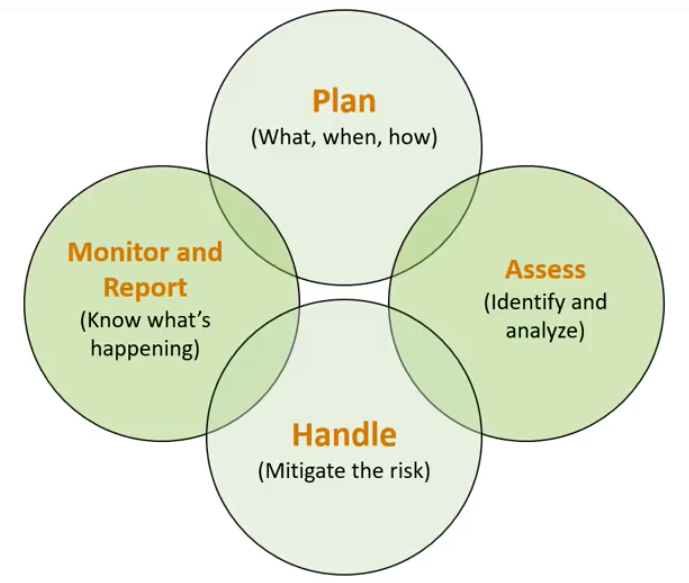 Plan
(What, when, how)
Monitor and
Report
(Know what's
happening)
Assess
(Identify and
analyze)
Handle
(Mitigate the risk)